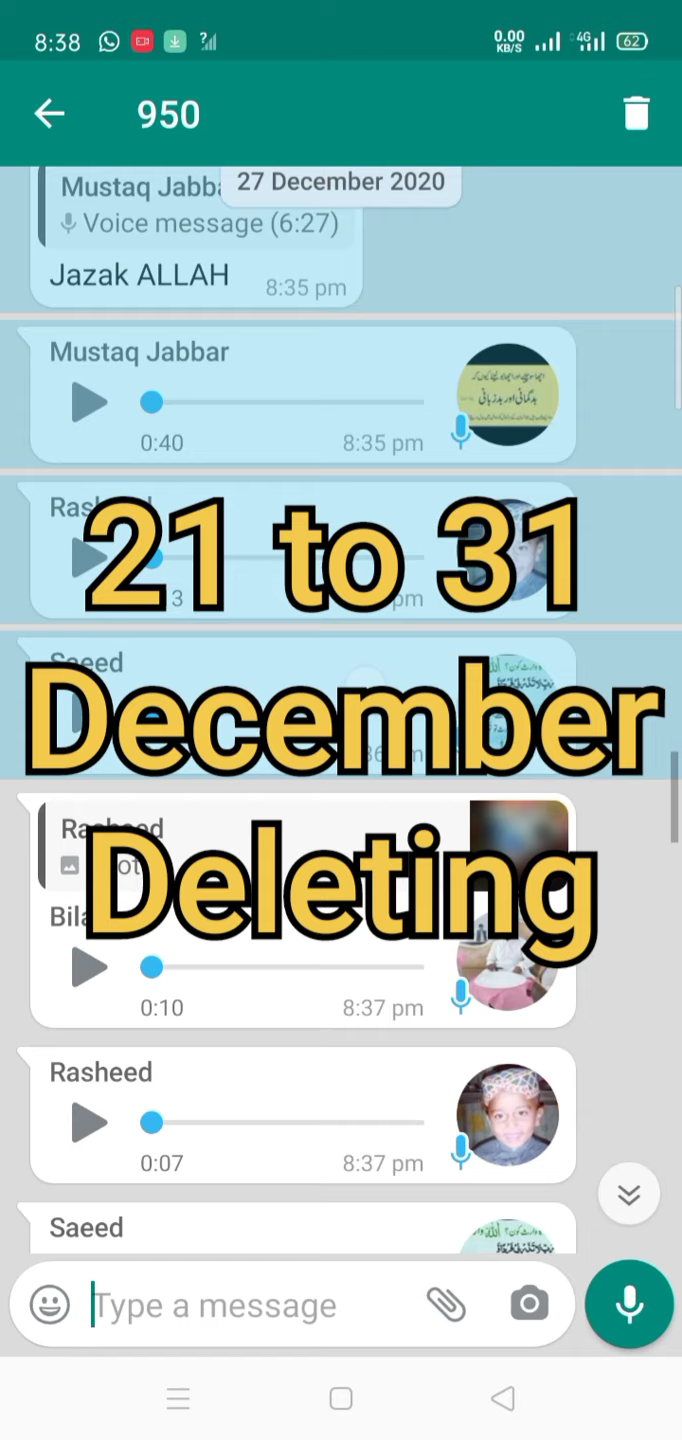 8:38
0.00
KB/S
4G
62
950
27 December 2020
Mustaq Jabba
Voice message (6:27)
Jazak ALLAH
8:35 pm
Mustaq Jabbar
0:40
8:35 pm
21 to 31
Saeed
December
Rasheed
Deleting
0:10
8:37 pm
Rasheed
0:07
8:37 pm
Saeed
Type a message